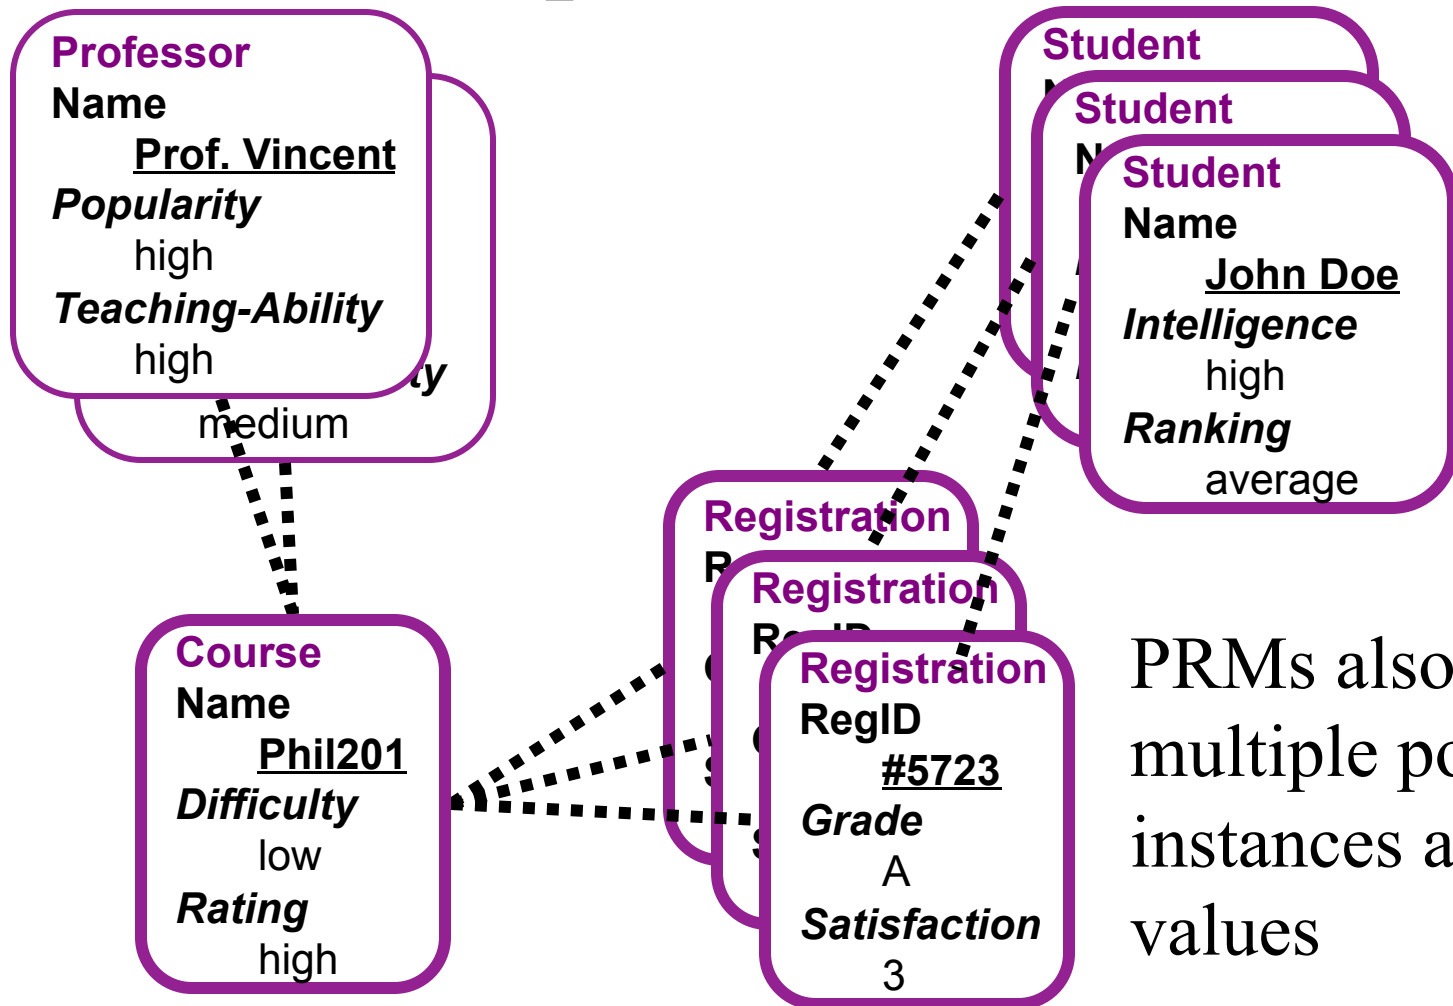 Professor
Name
Prof. Vincent
Popularity
high
Teaching-Ability
high
ty
medium
Student
Student
Student
Name
John Doe
Intelligence
high
Ranking
average
Registration
Registration
Registration
RegID
#5723
Grade
A
Satisfaction
3
Course
Name
Phil201
Difficulty
low
Rating
high
PRMs also
multiple po
instances a
values